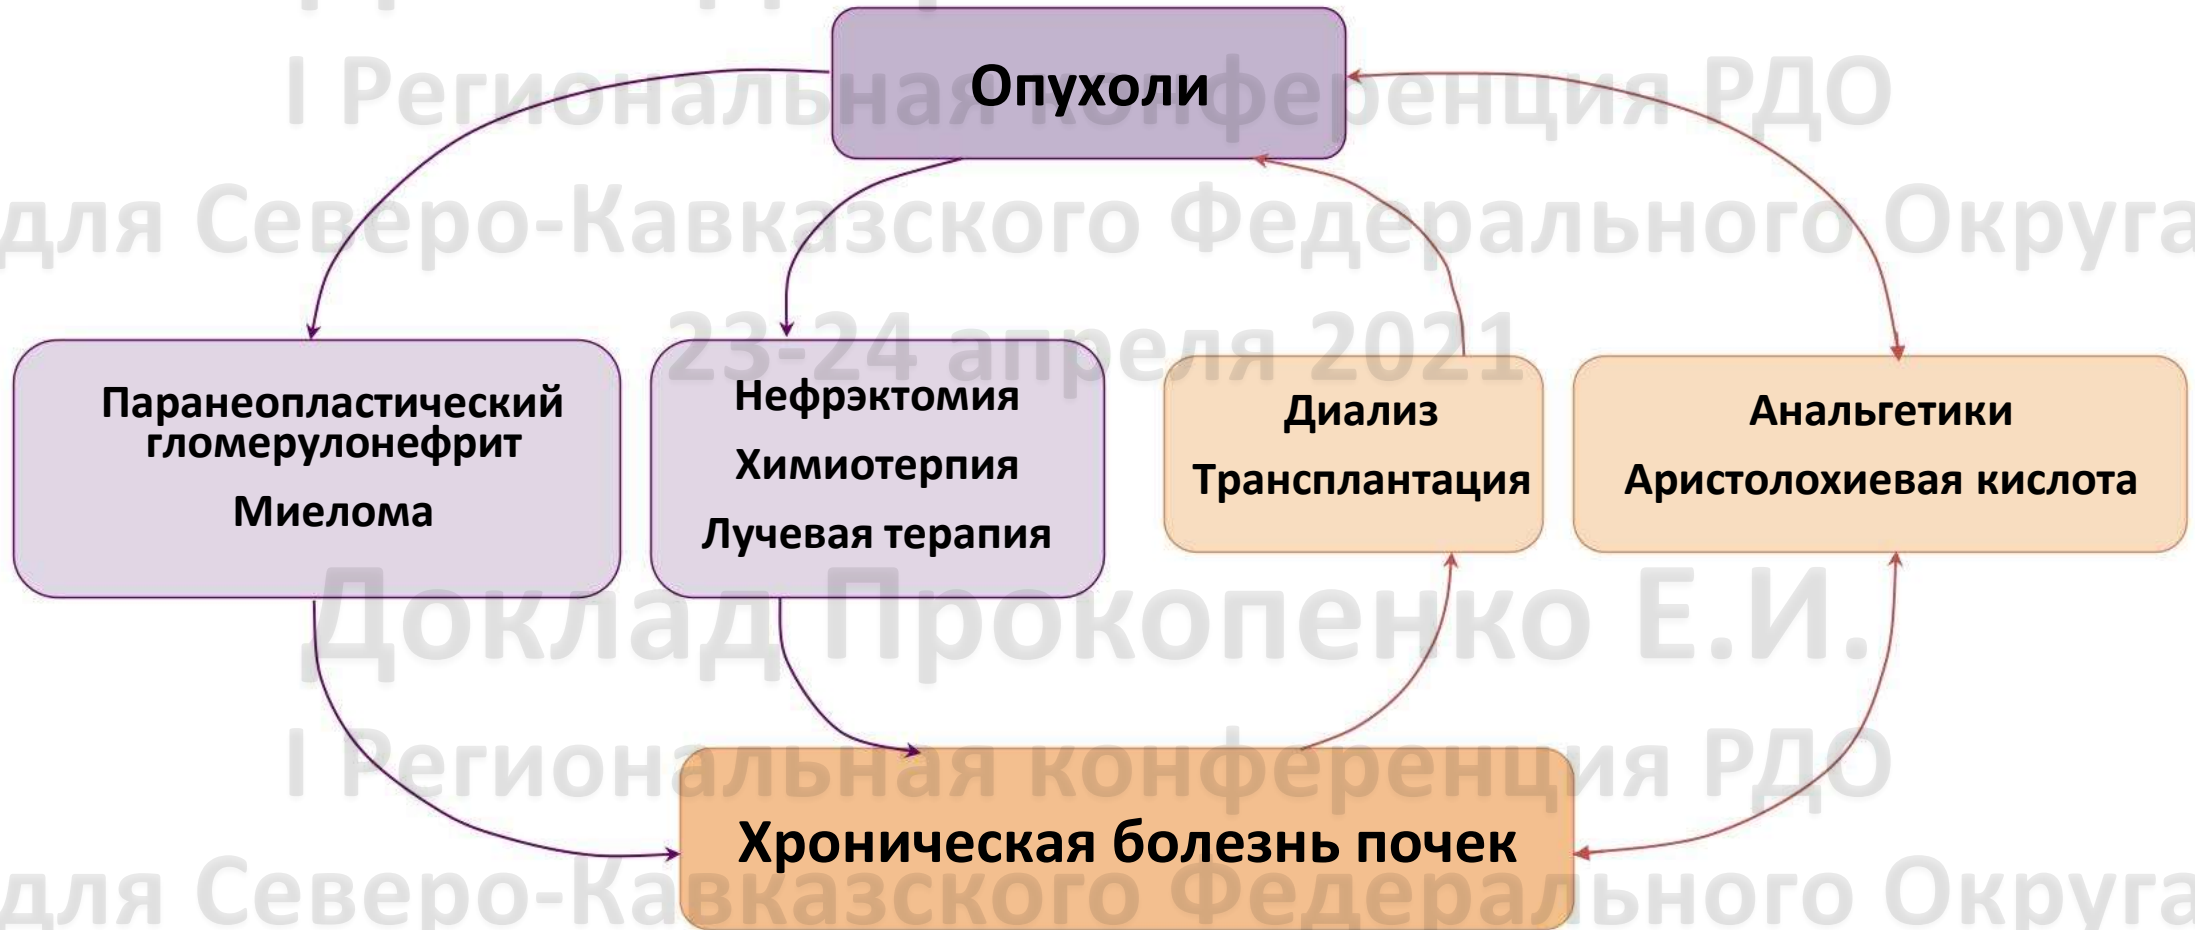 Опухоли
I Региональная конференция РДО
для Северо-Кавказского Федерального Округа
23-24 апреля 2021
Паранеопластический
гломерулонефрит
Миелома
Нефрэктомия
Химиотерпия
Лучевая терапия
Диализ
Трансплантация
Анальгетики
Аристолохиевая кислота
Доклад Прокопенко Е.И.
I Региональная конференция РДО
Хроническая болезнь почек
для Северо-Кавказского Федерального Округа